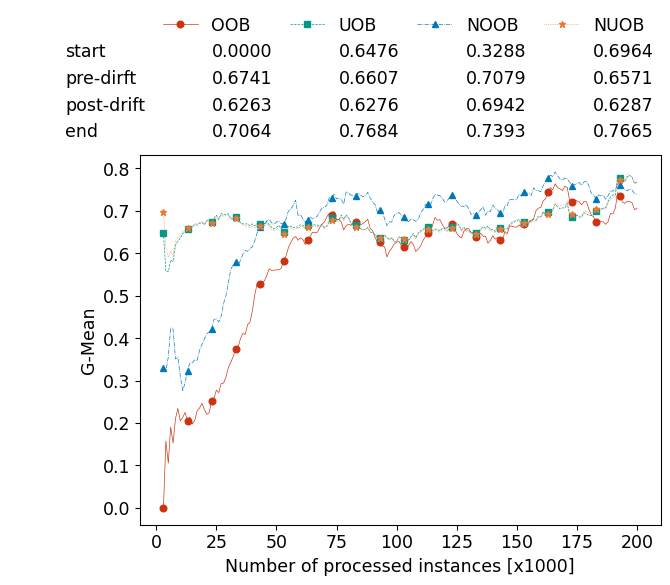 OOB UOB NOOB NUOB
start 0.0000 0.6476 0.3288 0.6964
pre-dirft 0.6741 0.6607 0.7079 0.6571
post-drift 0.6263 0.6276 0.6942 0.6287
end 0.7064 0.7684 0.7393 0.7665
0.8
0.7
0.6
0.5
0.4
0.3
0.2
0.1
0.0
G-Mean
0 25 50 75 100 125 150 175 200
Number of processed instances [x1000]